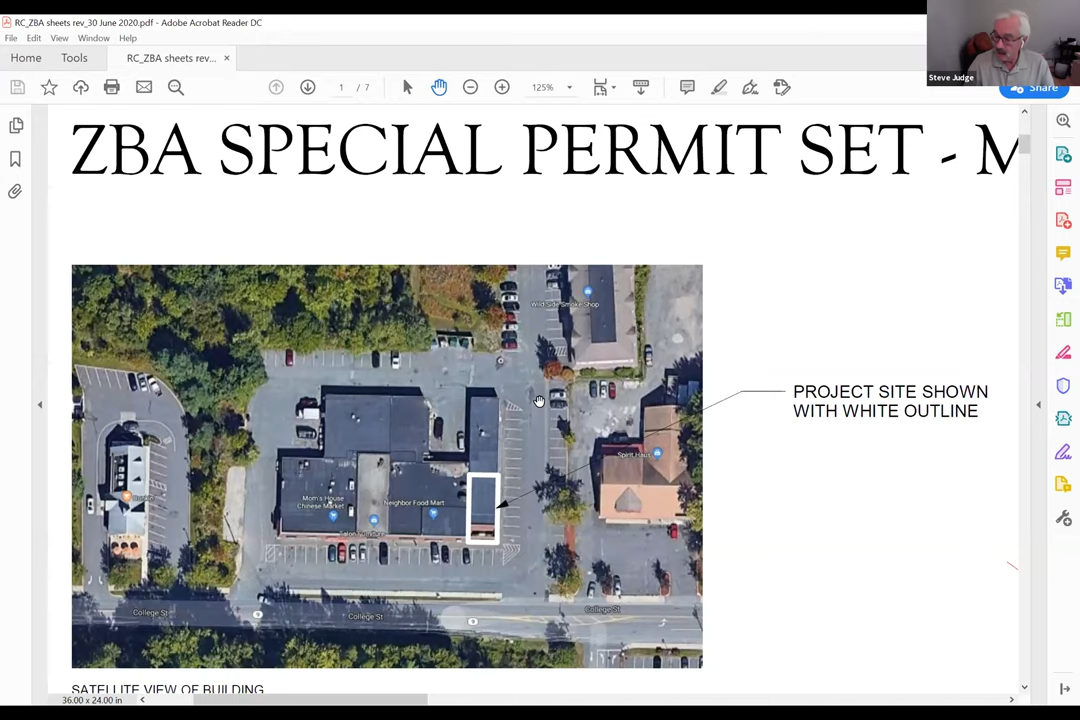 RC_ZBA sheets rev_30 June 2020.pdf - Adobe Acrobat Reader DC
File Edit View Window Help
Home Tools RC_ZBA sheets rev... ×
1 / 7 125%
Share
Steve Judge
ZBA SPECIAL PERMIT SET - M
Wild Side Smoke Shop
PROJECT SITE SHOWN
WITH WHITE OUTLINE
Spirit Haus
Mom's House
Chinese Market
Neighbor Food Mart
College St
College St
College St
9
9
SATELLITE VIEW OF BUILDING
36.00 x 24.00 in